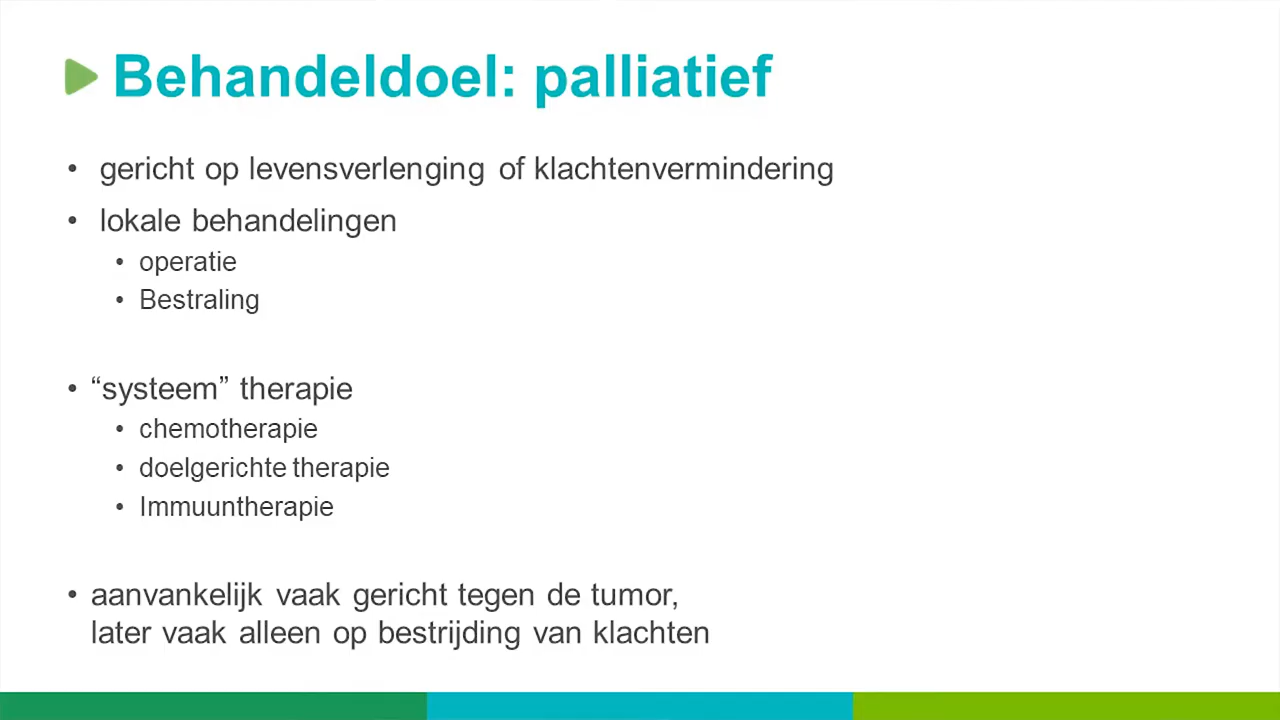 Behandeldoel: palliatief
• gericht op levensverlenging of klachtenvermindering
• lokale behandelingen
• operatie
• Bestraling
• “systeem” therapie
• chemotherapie
• doelgerichte therapie
• Immuuntherapie
• aanvankelijk vaak gericht tegen de tumor,
later vaak alleen op bestrijding van klachten